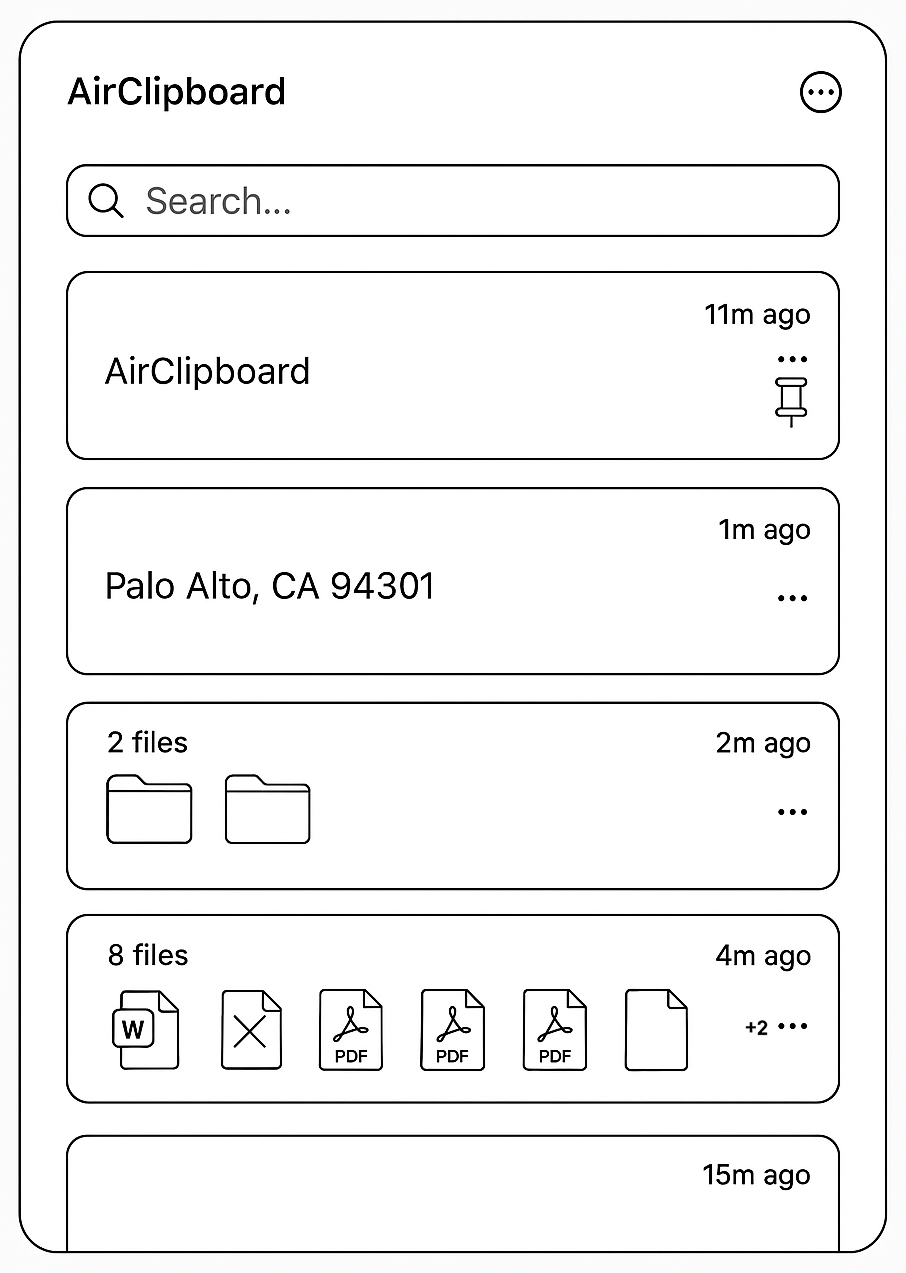 AirClipboard
Search...
11m ago
AirClipboard
1m ago
Palo Alto, CA 94301
2 files
2m ago
8 files
4m ago
W
PDF
PDF
PDF
+2
15m ago